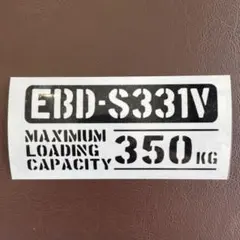 EBD-S331V
MAXIMUM
LOADING
CAPACITY
350KG